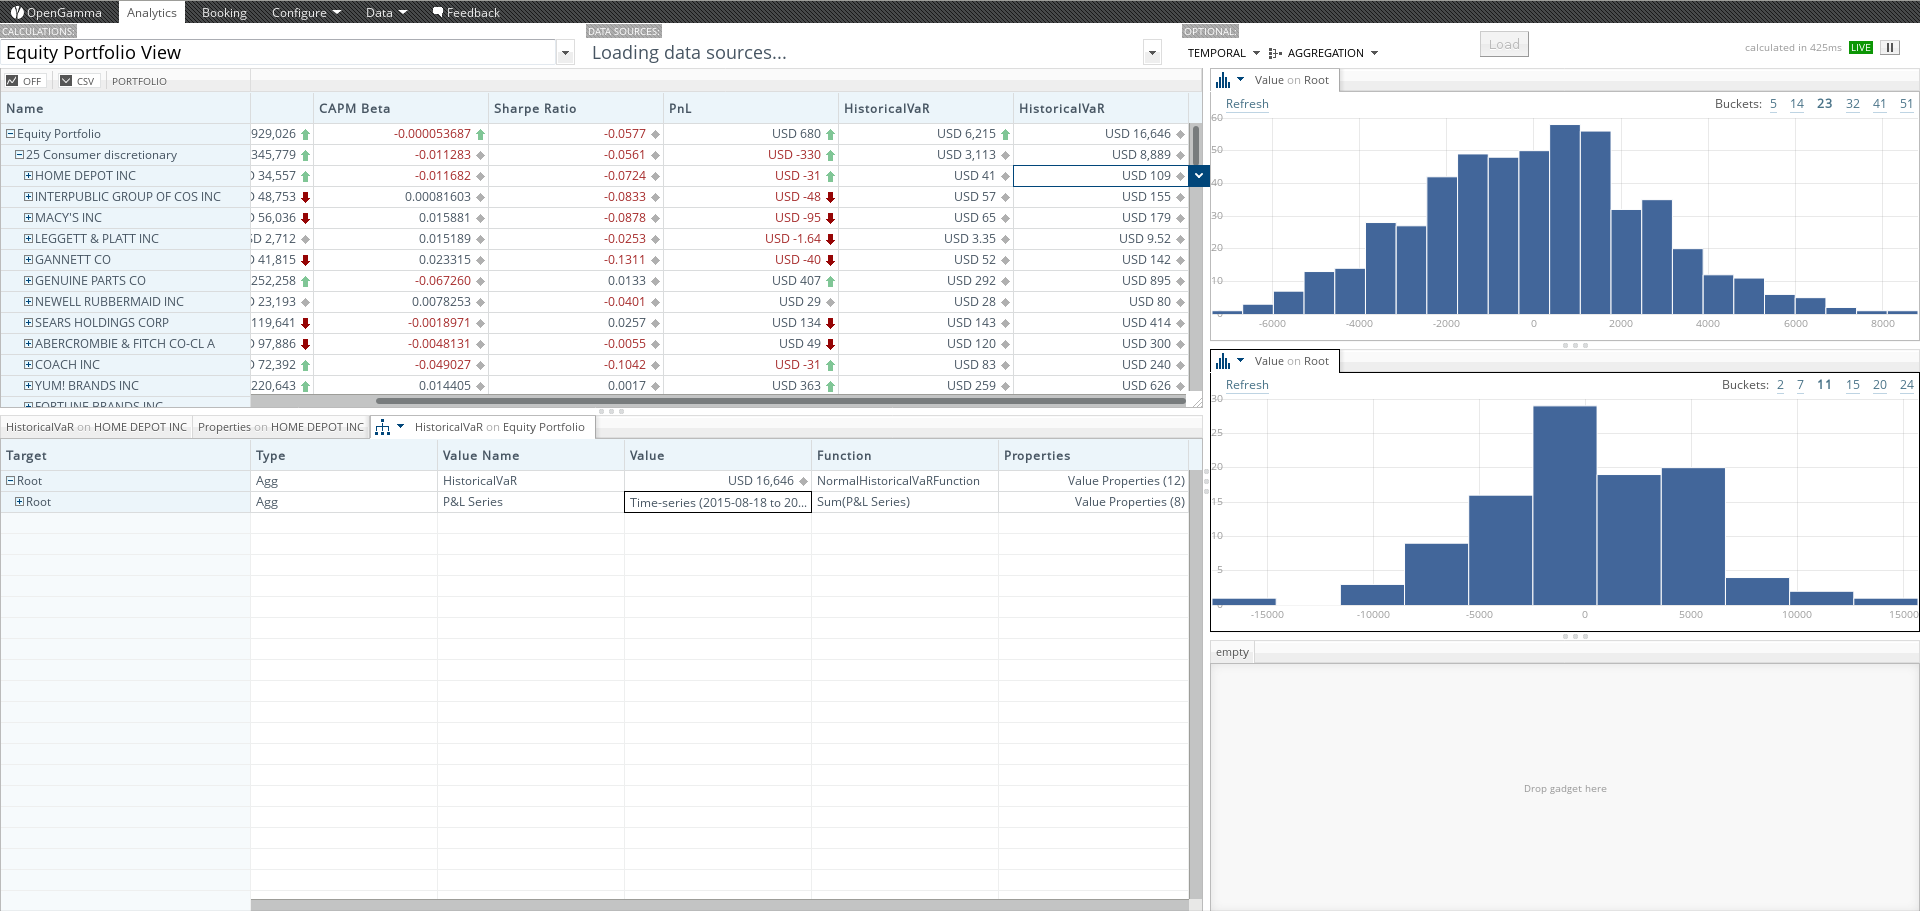 OpenGamma Analytics Booking Configure Data Feedback
CALCULATIONS: DATA SOURCES: OPTIONAL:
Equity Portfolio View Loading data sources... TEMPORAL AGGREGATION Load calculated in 425ms LIVE
OFF CSV PORTFOLIO
Name CAPM Beta Sharpe Ratio PnL HistoricalVaR HistoricalVaR
Equity Portfolio 929,026 -0.000053687 -0.0577 USD 680 USD 6,215 USD 16,646
25 Consumer discretionary 345,779 -0.011283 -0.0561 USD -330 USD 3,113 USD 8,889
HOME DEPOT INC 34,557 -0.011682 -0.0724 USD -31 USD 41 USD 109
INTERPUBLIC GROUP OF COS INC 48,753 0.00081603 -0.0833 USD -48 USD 57 USD 155
MACY'S INC 56,036 0.015881 -0.0878 USD -95 USD 65 USD 179
LEGGETT & PLATT INC D 2,712 0.015189 -0.0253 USD -1.64 USD 3.35 USD 9.52
GANNETT CO 41,815 0.023315 -0.1311 USD -40 USD 52 USD 142
GENUINE PARTS CO 252,258 -0.067260 0.0133 USD 407 USD 292 USD 895
NEWELL RUBBERMAID INC 23,193 0.0078253 -0.0401 USD 29 USD 28 USD 80
SEARS HOLDINGS CORP 119,641 -0.0018971 0.0257 USD 134 USD 143 USD 414
ABERCROMBIE & FITCH CO-CL A 97,886 -0.0048131 -0.0055 USD 49 USD 120 USD 300
COACH INC 72,392 -0.049027 -0.1042 USD -31 USD 83 USD 240
YUM! BRANDS INC 220,643 0.014405 0.0017 USD 363 USD 259 USD 626
FORTUNE BRANDS INC
HistoricalVaR on HOME DEPOT INC Properties on HOME DEPOT INC HistoricalVaR on Equity Portfolio
Target Type Value Name Value Function Properties
Root Agg HistoricalVaR USD 16,646 NormalHistoricalVaRFunction Value Properties (12)
Root Agg P&L Series Time-series (2015-08-18 to 20... Sum(P&L Series) Value Properties (8)
Value on Root
Refresh Buckets: 5 14 23 32 41 51
60
50
40
30
20
10
0
-6000 -4000 -2000 0 2000 4000 6000 8000
Value on Root
Refresh Buckets: 2 7 11 15 20 24
30
25
20
15
10
5
0
-15000 -10000 -5000 0 5000 10000 15000
empty
Drop gadget here